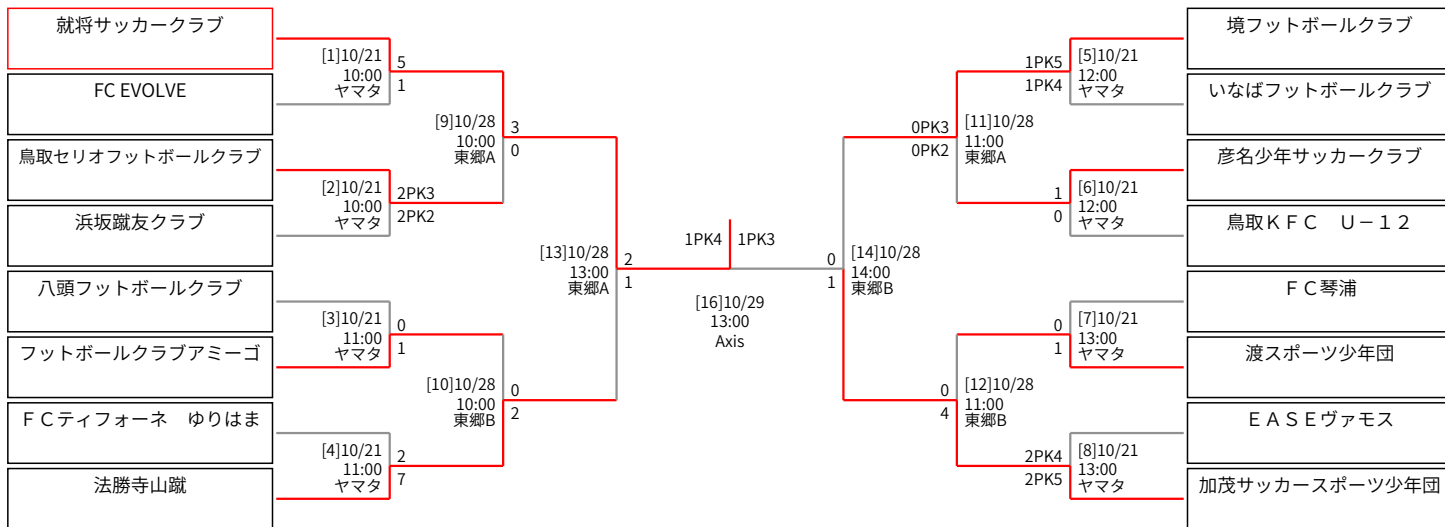 就将サッカークラブ
FC EVOLVE
鳥取セリオフットボールクラブ
浜坂蹴友クラブ
八頭フットボールクラブ
フットボールクラブアミーゴ
ＦＣティフォーネ　ゆりはま
法勝寺山蹴
[1]10/21
10:00
ヤマタ
5
1
[2]10/21
10:00
ヤマタ
2PK3
2PK2
[3]10/21
11:00
ヤマタ
0
1
[4]10/21
11:00
ヤマタ
2
7
[9]10/28
10:00
東郷A
3
0
[10]10/28
10:00
東郷B
0
2
[13]10/28
13:00
東郷A
2
1
1PK4
1PK3
[16]10/29
13:00
Axis
0
1
[14]10/28
14:00
東郷B
0PK3
0PK2
[11]10/28
11:00
東郷A
0
4
[12]10/28
11:00
東郷B
1PK5
1PK4
[5]10/21
12:00
ヤマタ
1
0
[6]10/21
12:00
ヤマタ
0
1
[7]10/21
13:00
ヤマタ
2PK4
2PK5
[8]10/21
13:00
ヤマタ
境フットボールクラブ
いなばフットボールクラブ
彦名少年サッカークラブ
鳥取ＫＦＣ　Ｕ－１２
ＦＣ琴浦
渡スポーツ少年団
ＥＡＳＥヴァモス
加茂サッカースポーツ少年団